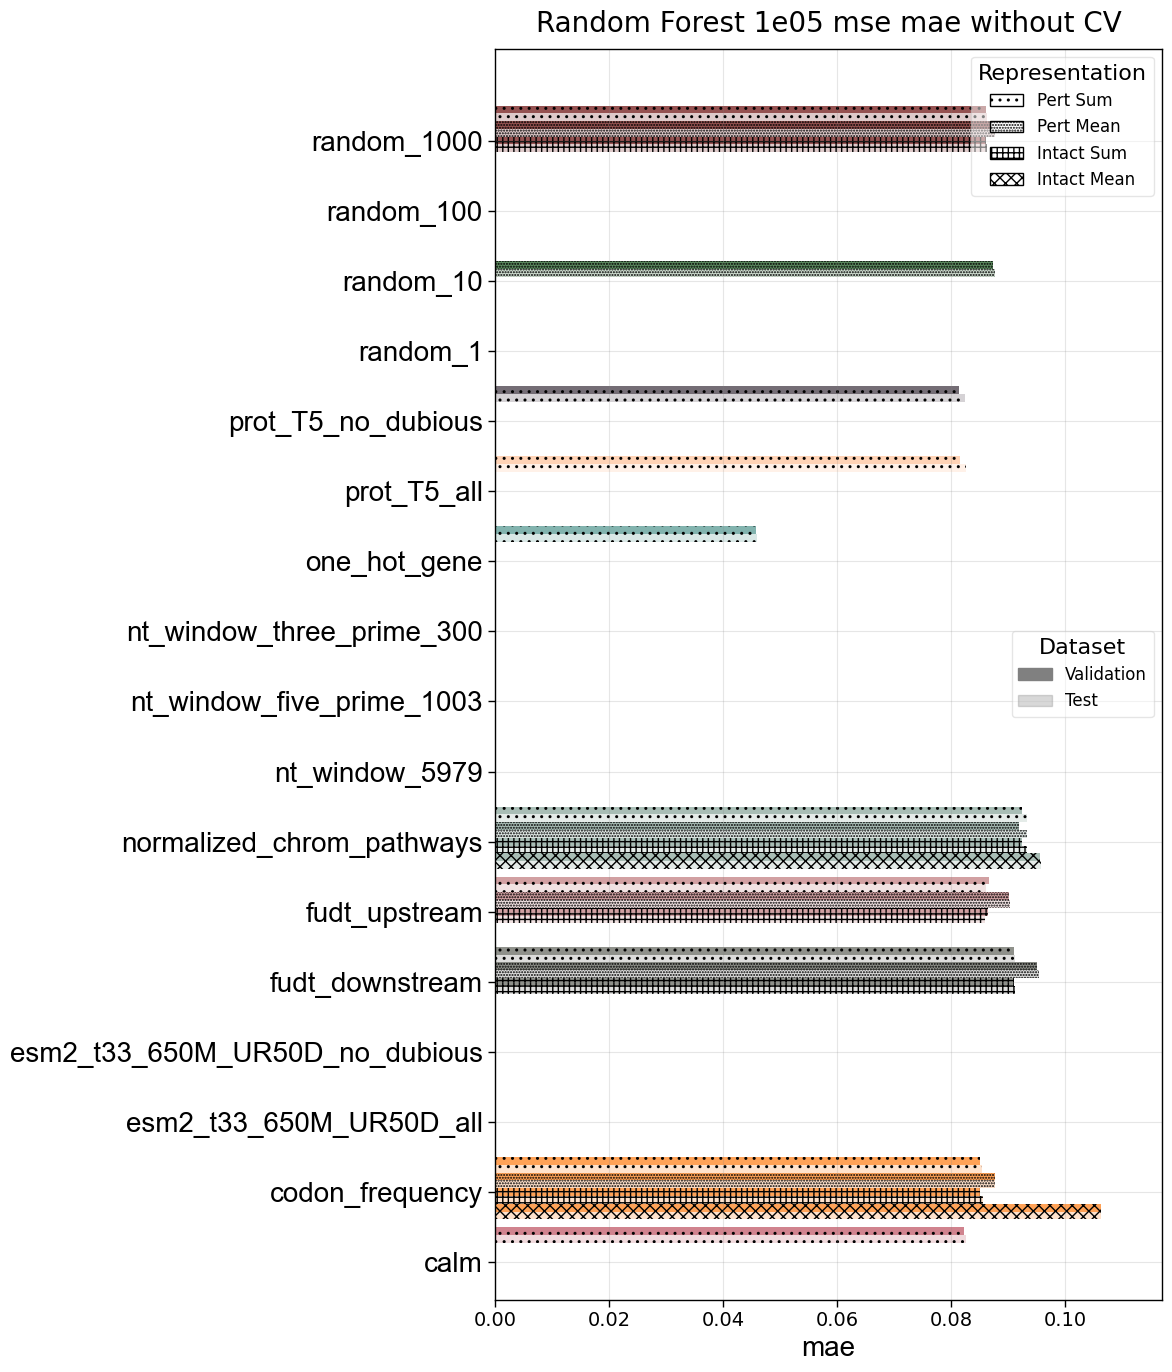 Random Forest 1e05 mse mae without CV
Representation
Pert Sum
Pert Mean
Intact Sum
Intact Mean
random_1000
random_100
random_10
random_1
prot_T5_no_dubious
prot_T5_all
one_hot_gene
nt_window_three_prime_300
Dataset
Validation
Test
nt_window_five_prime_1003
nt_window_5979
normalized_chrom_pathways
fudt_upstream
fudt_downstream
esm2_t33_650M_UR50D_no_dubious
esm2_t33_650M_UR50D_all
codon_frequency
calm
0.00 0.02 0.04 0.06 0.08 0.10
mae